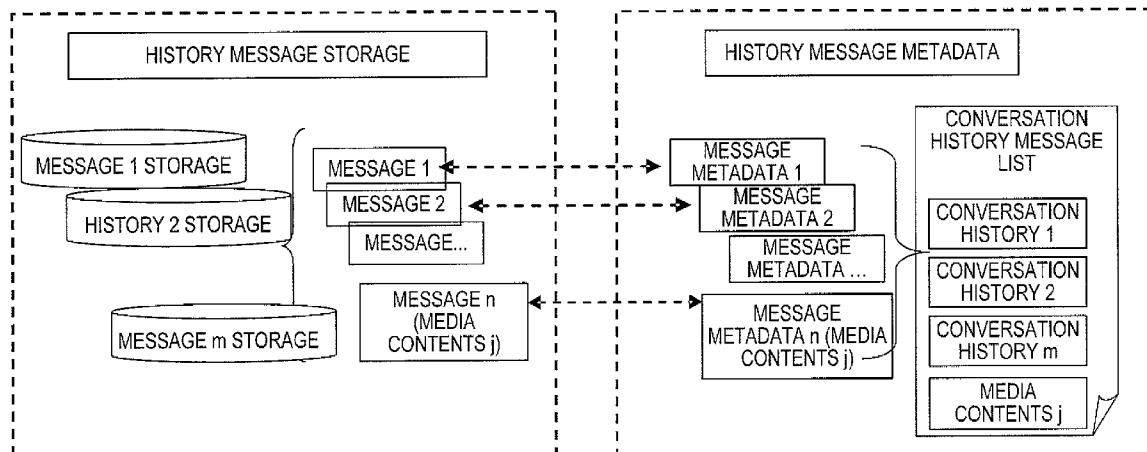 HISTORY MESSAGE STORAGE
MESSAGE 1 STORAGE
HISTORY 2 STORAGE
MESSAGE m STORAGE
MESSAGE 1
MESSAGE 2
MESSAGE...
MESSAGE n
(MEDIA
CONTENTS j)
HISTORY MESSAGE METADATA
MESSAGE
METADATA 1
MESSAGE
METADATA 2
MESSAGE
METADATA ...
MESSAGE
METADATA n (MEDIA
CONTENTS j)
CONVERSATION
HISTORY MESSAGE
LIST
CONVERSATION
HISTORY 1
CONVERSATION
HISTORY 2
CONVERSATION
HISTORY m
MEDIA
CONTENTS j